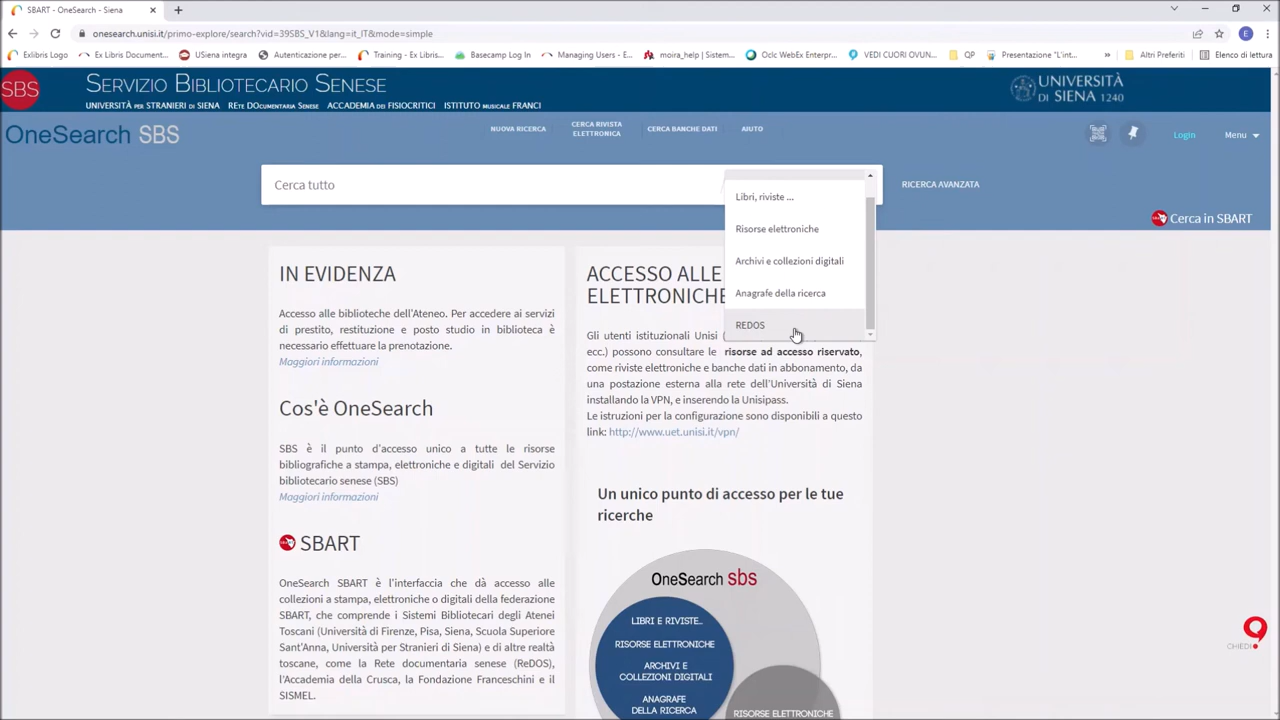 SBART - OneSearch - Siena
onesearch.unisi.it/primo-explore/search?vid=39SBS_V1&lang=it_IT&mode=simple
E
Exlibris Logo
Ex Libris Document...
USiena integra
Training - Ex Libris...
Basecamp Log In
Managing Users - E...
moira_help | Sistem...
Oclc WebEx Enterpr...
VEDI CUORI OVUN...
QP
Presentazione "L'int...
Altri Preferiti
Elenco di lettura
SBS
SERVIZIO BIBLIOTECARIO SENESE
UNIVERSITÀ PER STRANIERI DI SIENA REte DOcumentaria Senese ACCADEMIA DEI FISIOCRITICI ISTITUTO MUSICALE FRANCI
UNIVERSITÀ
DI SIENA 1240
OneSearch SBS
NUOVA RICERCA
CERCA RIVISTA
ELETTRONICA
CERCA BANCHE DATI
AIUTO
Login
Menu
Cerca tutto
RICERCA AVANZATA
Libri, riviste ...
Risorse elettroniche
Archivi e collezioni digitali
Anagrafe della ricerca
REDOS
Cerca in SBART
IN EVIDENZA
Accesso alle biblioteche dell'Ateneo. Per accedere ai servizi
di prestito, restituzione e posto studio in biblioteca è
necessario effettuare la prenotazione.
Maggiori informazioni
Cos'è OneSearch
SBS è il punto d'accesso unico a tutte le risorse
bibliografiche a stampa, elettroniche e digitali del Servizio
bibliotecario senese (SBS)
Maggiori informazioni
SBART
OneSearch SBART è l'interfaccia che dà accesso alle
collezioni a stampa, elettroniche o digitali della federazione
SBART, che comprende i Sistemi Bibliotecari degli Atenei
Toscani (Università di Firenze, Pisa, Siena, Scuola Superiore
Sant'Anna, Università per Stranieri di Siena) e di altre realtà
toscane, come la Rete documentaria senese (ReDOS),
l'Accademia della Crusca, la Fondazione Franceschini e il
SISMEL.
ACCESSO ALLE
ELETTRONICHE
Gli utenti istituzionali Unisi (
ecc.) possono consultare le risorse ad accesso riservato,
come riviste elettroniche e banche dati in abbonamento, da
una postazione esterna alla rete dell'Università di Siena
installando la VPN, e inserendo la Unisipass.
Le istruzioni per la configurazione sono disponibili a questo
link: http://www.uet.unisi.it/vpn/
Un unico punto di accesso per le tue
ricerche
OneSearch sbs
LIBRI E RIVISTE...
RISORSE ELETTRONICHE
ARCHIVI E
COLLEZIONI DIGITALI
ANAGRAFE
DELLA RICERCA
RISORSE ELETTRONICHE
CHIEDI